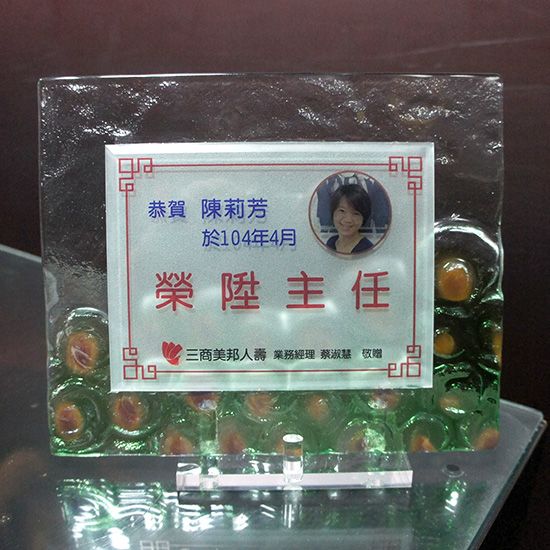 恭賀 陳莉芳
於104年4月
榮陞主任
三商美邦人壽 業務經理 蔡淑慧 敬贈